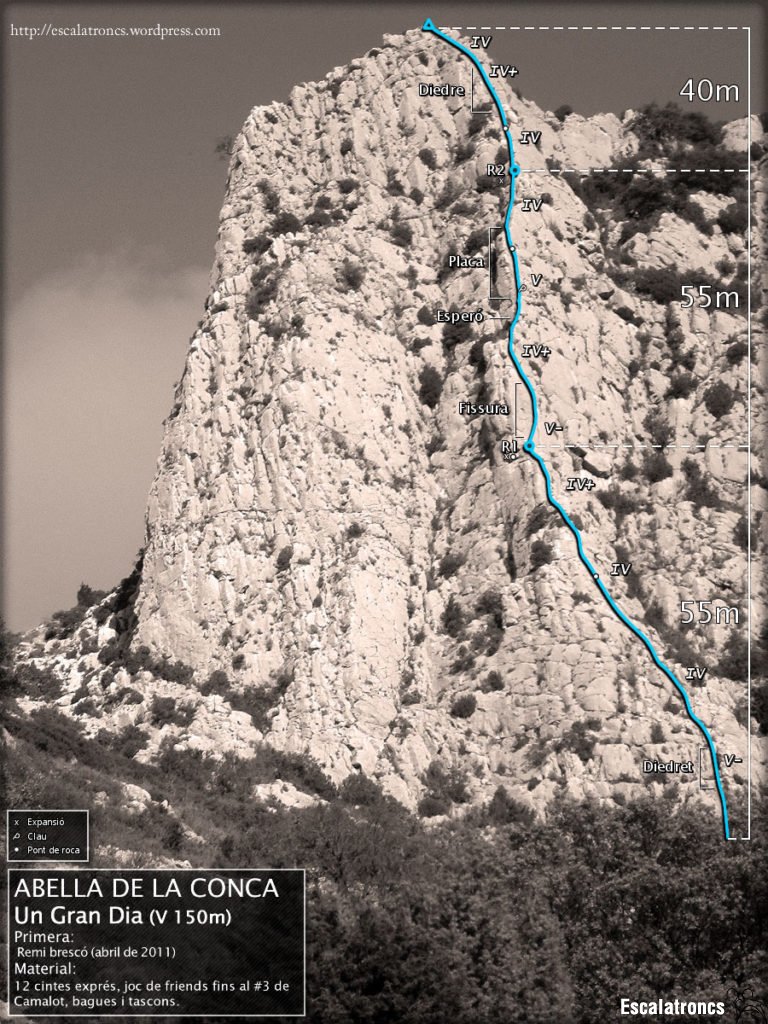 http://escalatroncs.wordpress.com
IV
IV+
Diedre
40m
IV
R2
IV
Placa
V
55m
Esperó
IV+
Fissura
V-
R1
x
IV+
IV
55m
IV
Diedret
V-
x Expansió
Clau
Pont de roca
ABELLA DE LA CONCA
Un Gran Dia (V 150m)
Primera:
Remi brescó (abril de 2011)
Material:
12 cintes exprés, joc de friends fins al #3 de
Camalot, bagues i tascons.
Escalatroncs